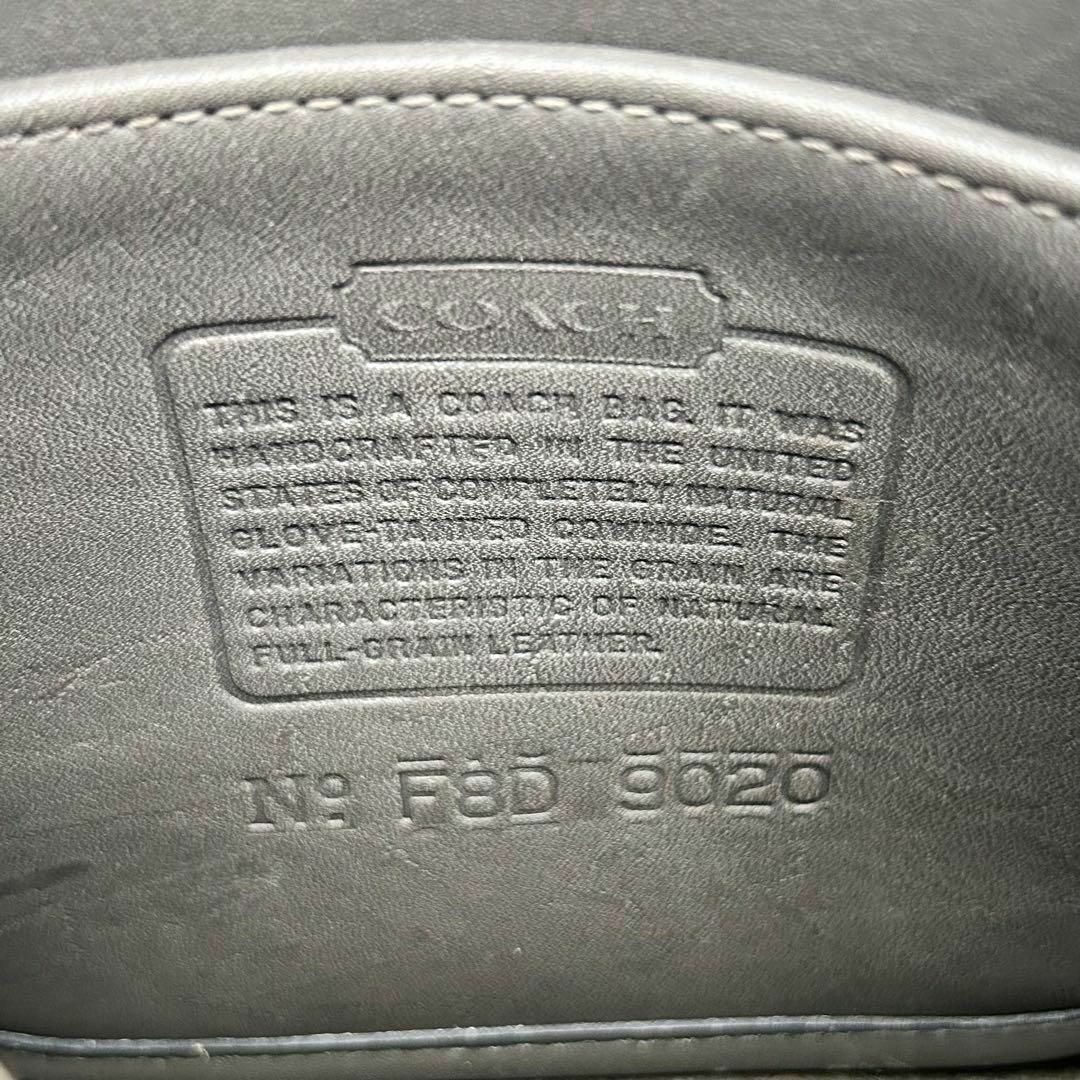 COACH
THIS IS A COACH BAG. IT WAS
HANDCRAFTED IN THE UNITED
STATES OF COMPLETELY NATURAL
GLOVE-TANNED COWHIDE. THE
VARIATIONS IN THE GRAIN ARE
CHARACTERISTIC OF NATURAL
FULL-GRAIN LEATHER.
No F8D 9020